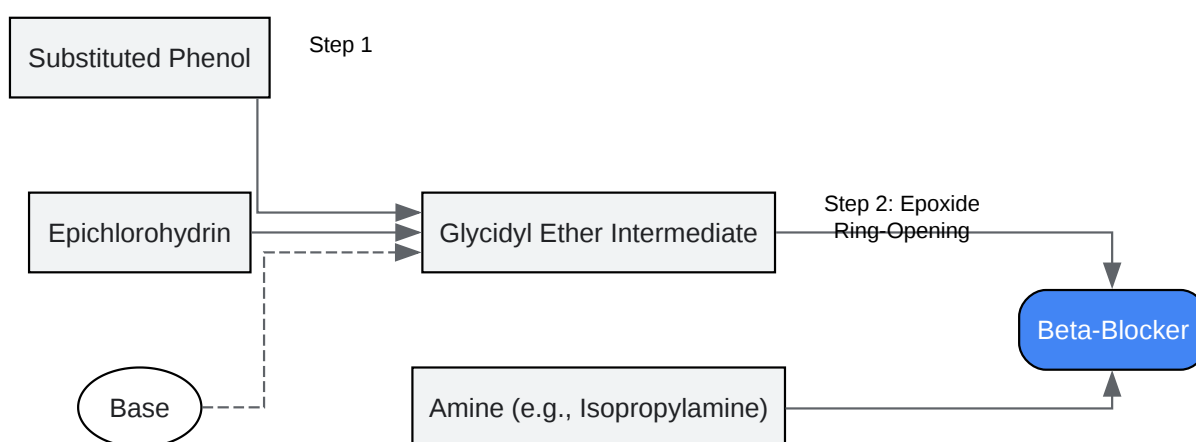 Substituted Phenol
Step 1
Epichlorohydrin
Glycidyl Ether Intermediate
Step 2: Epoxide
Ring-Opening
Beta-Blocker
Base
Amine (e.g., Isopropylamine)